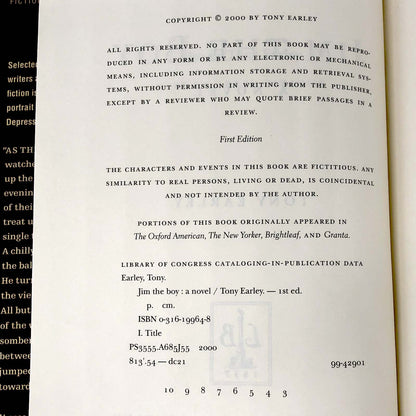 FICTION
Selected
writers a
fiction is
portrait
Depress
"AS TH
watche
up the
evenin
of their
treat u
single t
A chilly
the bal
He turn
the vie
All but
of the w
somber
between
jumped
toward
COPYRIGHT © 2000 BY TONY EARLEY
ALL RIGHTS RESERVED. NO PART OF THIS BOOK MAY BE REPRO-
DUCED IN ANY FORM OR BY ANY ELECTRONIC OR MECHANICAL
MEANS, INCLUDING INFORMATION STORAGE AND RETRIEVAL SYS-
TEMS, WITHOUT PERMISSION IN WRITING FROM THE PUBLISHER,
EXCEPT BY A REVIEWER WHO MAY QUOTE BRIEF PASSAGES IN A
REVIEW.
First Edition
THE CHARACTERS AND EVENTS IN THIS BOOK ARE FICTITIOUS. ANY
SIMILARITY TO REAL PERSONS, LIVING OR DEAD, IS COINCIDENTAL
AND NOT INTENDED BY THE AUTHOR.
PORTIONS OF THIS BOOK ORIGINALLY APPEARED IN
The Oxford American, The New Yorker, Brightleaf, AND Granta.
LIBRARY OF CONGRESS CATALOGING-IN-PUBLICATION DATA
Earley, Tony.
Jim the boy : a novel / Tony Earley. — 1st ed.
p. cm.
ISBN 0-316-19964-8
I. Title
PS3555.A685J55 2000
813'.54 — dc21 99-42901
10 9 8 7 6 5 4 3